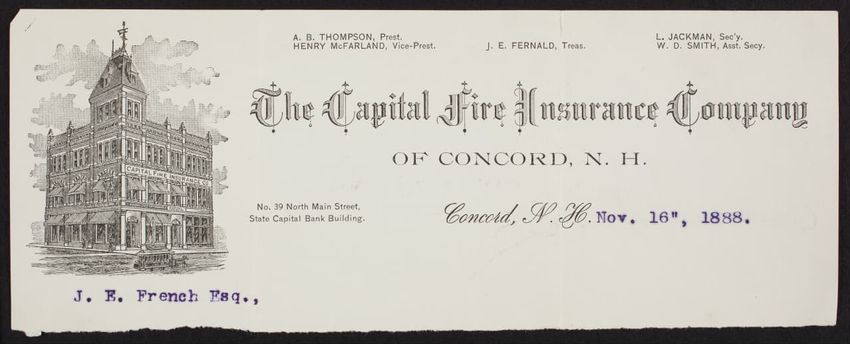 A. B. THOMPSON, Prest.
HENRY McFARLAND, Vice-Prest.
J. E. FERNALD, Treas.
L. JACKMAN, Sec'y.
W. D. SMITH, Asst. Secy.
The Capital Fire Insurance Company
OF CONCORD, N. H.
CAPITAL FIRE INSURANCE CO.
No. 39 North Main Street,
State Capital Bank Building.
Concord, N. H. Nov. 16", 1888.
J. E. French Esq.,